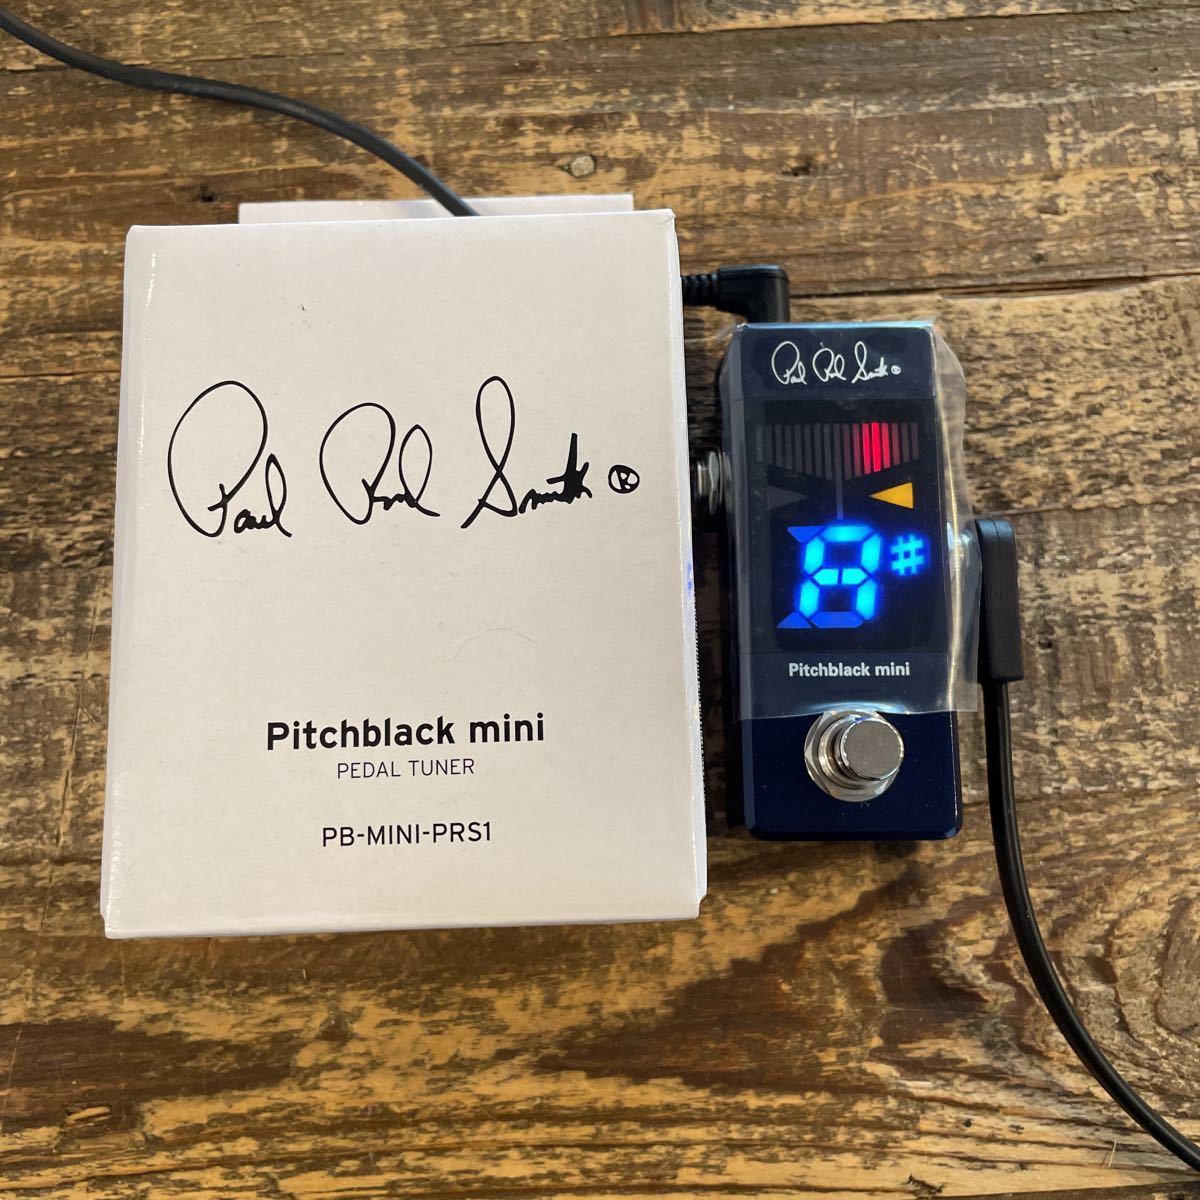 Paul Reed Smith ®
Pitchblack mini
PEDAL TUNER
PB-MINI-PRS1
Paul Reed Smith ®
A #
Pitchblack mini